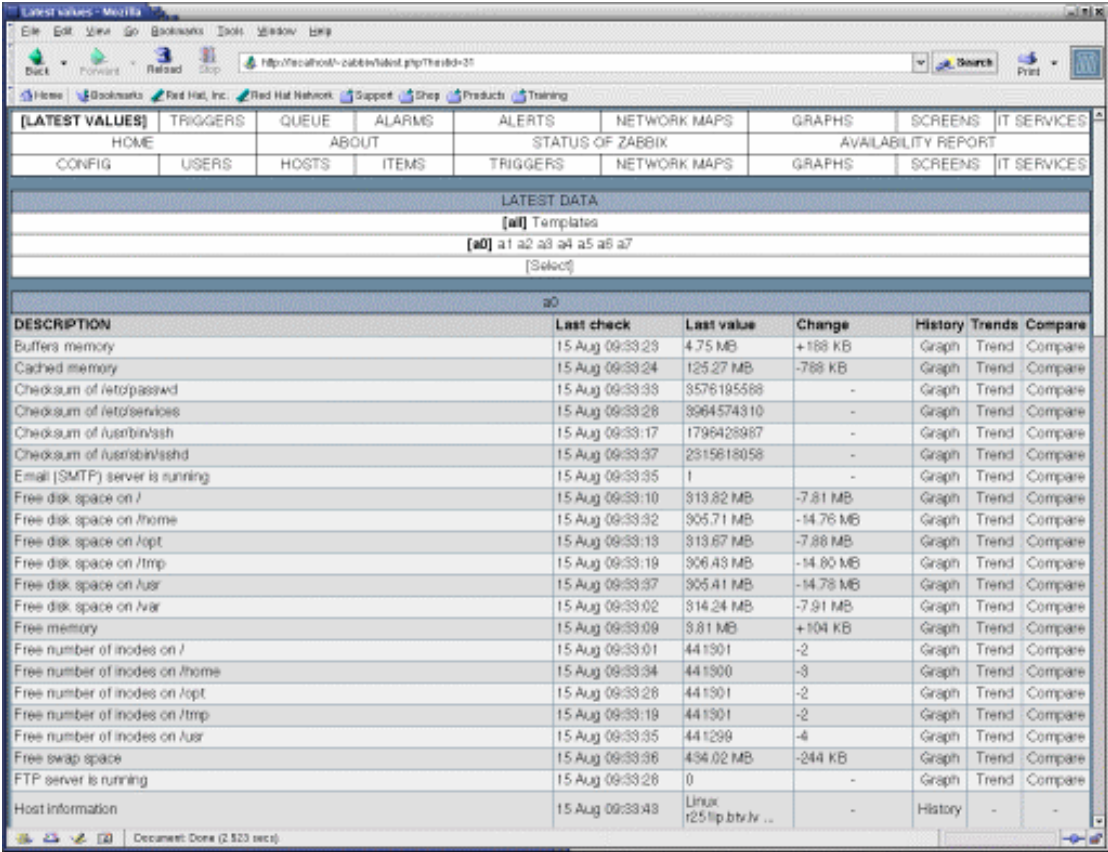 Latest values - Mozilla
File Edit View Go Bookmarks Tools Window Help
Back Forward Reload Stop http://localhost/~zabbix/latest.php?hostid=31 Search Print
Home Bookmarks Red Hat, Inc. Red Hat Network Support Shop Products Training
[LATEST VALUES] TRIGGERS QUEUE ALARMS ALERTS NETWORK MAPS GRAPHS SCREENS IT SERVICES
HOME ABOUT STATUS OF ZABBIX AVAILABILITY REPORT
CONFIG USERS HOSTS ITEMS TRIGGERS NETWORK MAPS GRAPHS SCREENS IT SERVICES
LATEST DATA
[all] Templates
[a0] a1 a2 a3 a4 a5 a6 a7
[Select]
a0
DESCRIPTION Last check Last value Change History Trends Compare
Buffers memory 15 Aug 09:33:23 4.75 MB +188 KB Graph Trend Compare
Cached memory 15 Aug 09:33:24 125.27 MB -788 KB Graph Trend Compare
Checksum of /etc/passwd 15 Aug 09:33:33 3576195588 - Graph Trend Compare
Checksum of /etc/services 15 Aug 09:33:28 3964574310 - Graph Trend Compare
Checksum of /usr/bin/ssh 15 Aug 09:33:17 1796428987 - Graph Trend Compare
Checksum of /usr/sbin/sshd 15 Aug 09:33:37 2315618058 - Graph Trend Compare
Email (SMTP) server is running 15 Aug 09:33:35 1 - Graph Trend Compare
Free disk space on / 15 Aug 09:33:10 313.82 MB -7.81 MB Graph Trend Compare
Free disk space on /home 15 Aug 09:33:32 305.71 MB -14.76 MB Graph Trend Compare
Free disk space on /opt 15 Aug 09:33:13 313.67 MB -7.88 MB Graph Trend Compare
Free disk space on /tmp 15 Aug 09:33:19 306.43 MB -14.80 MB Graph Trend Compare
Free disk space on /usr 15 Aug 09:33:37 305.41 MB -14.78 MB Graph Trend Compare
Free disk space on /var 15 Aug 09:33:02 314.24 MB -7.91 MB Graph Trend Compare
Free memory 15 Aug 09:33:09 3.81 MB +104 KB Graph Trend Compare
Free number of inodes on / 15 Aug 09:33:01 441301 -2 Graph Trend Compare
Free number of inodes on /home 15 Aug 09:33:34 441300 -3 Graph Trend Compare
Free number of inodes on /opt 15 Aug 09:33:28 441301 -2 Graph Trend Compare
Free number of inodes on /tmp 15 Aug 09:33:19 441301 -2 Graph Trend Compare
Free number of inodes on /usr 15 Aug 09:33:35 441299 -4 Graph Trend Compare
Free swap space 15 Aug 09:33:36 434.02 MB -244 KB Graph Trend Compare
FTP server is running 15 Aug 09:33:28 0 - Graph Trend Compare
Host information 15 Aug 09:33:43 Linux - History - -
r251lp.btv.lv ...
Document: Done (2.523 secs)